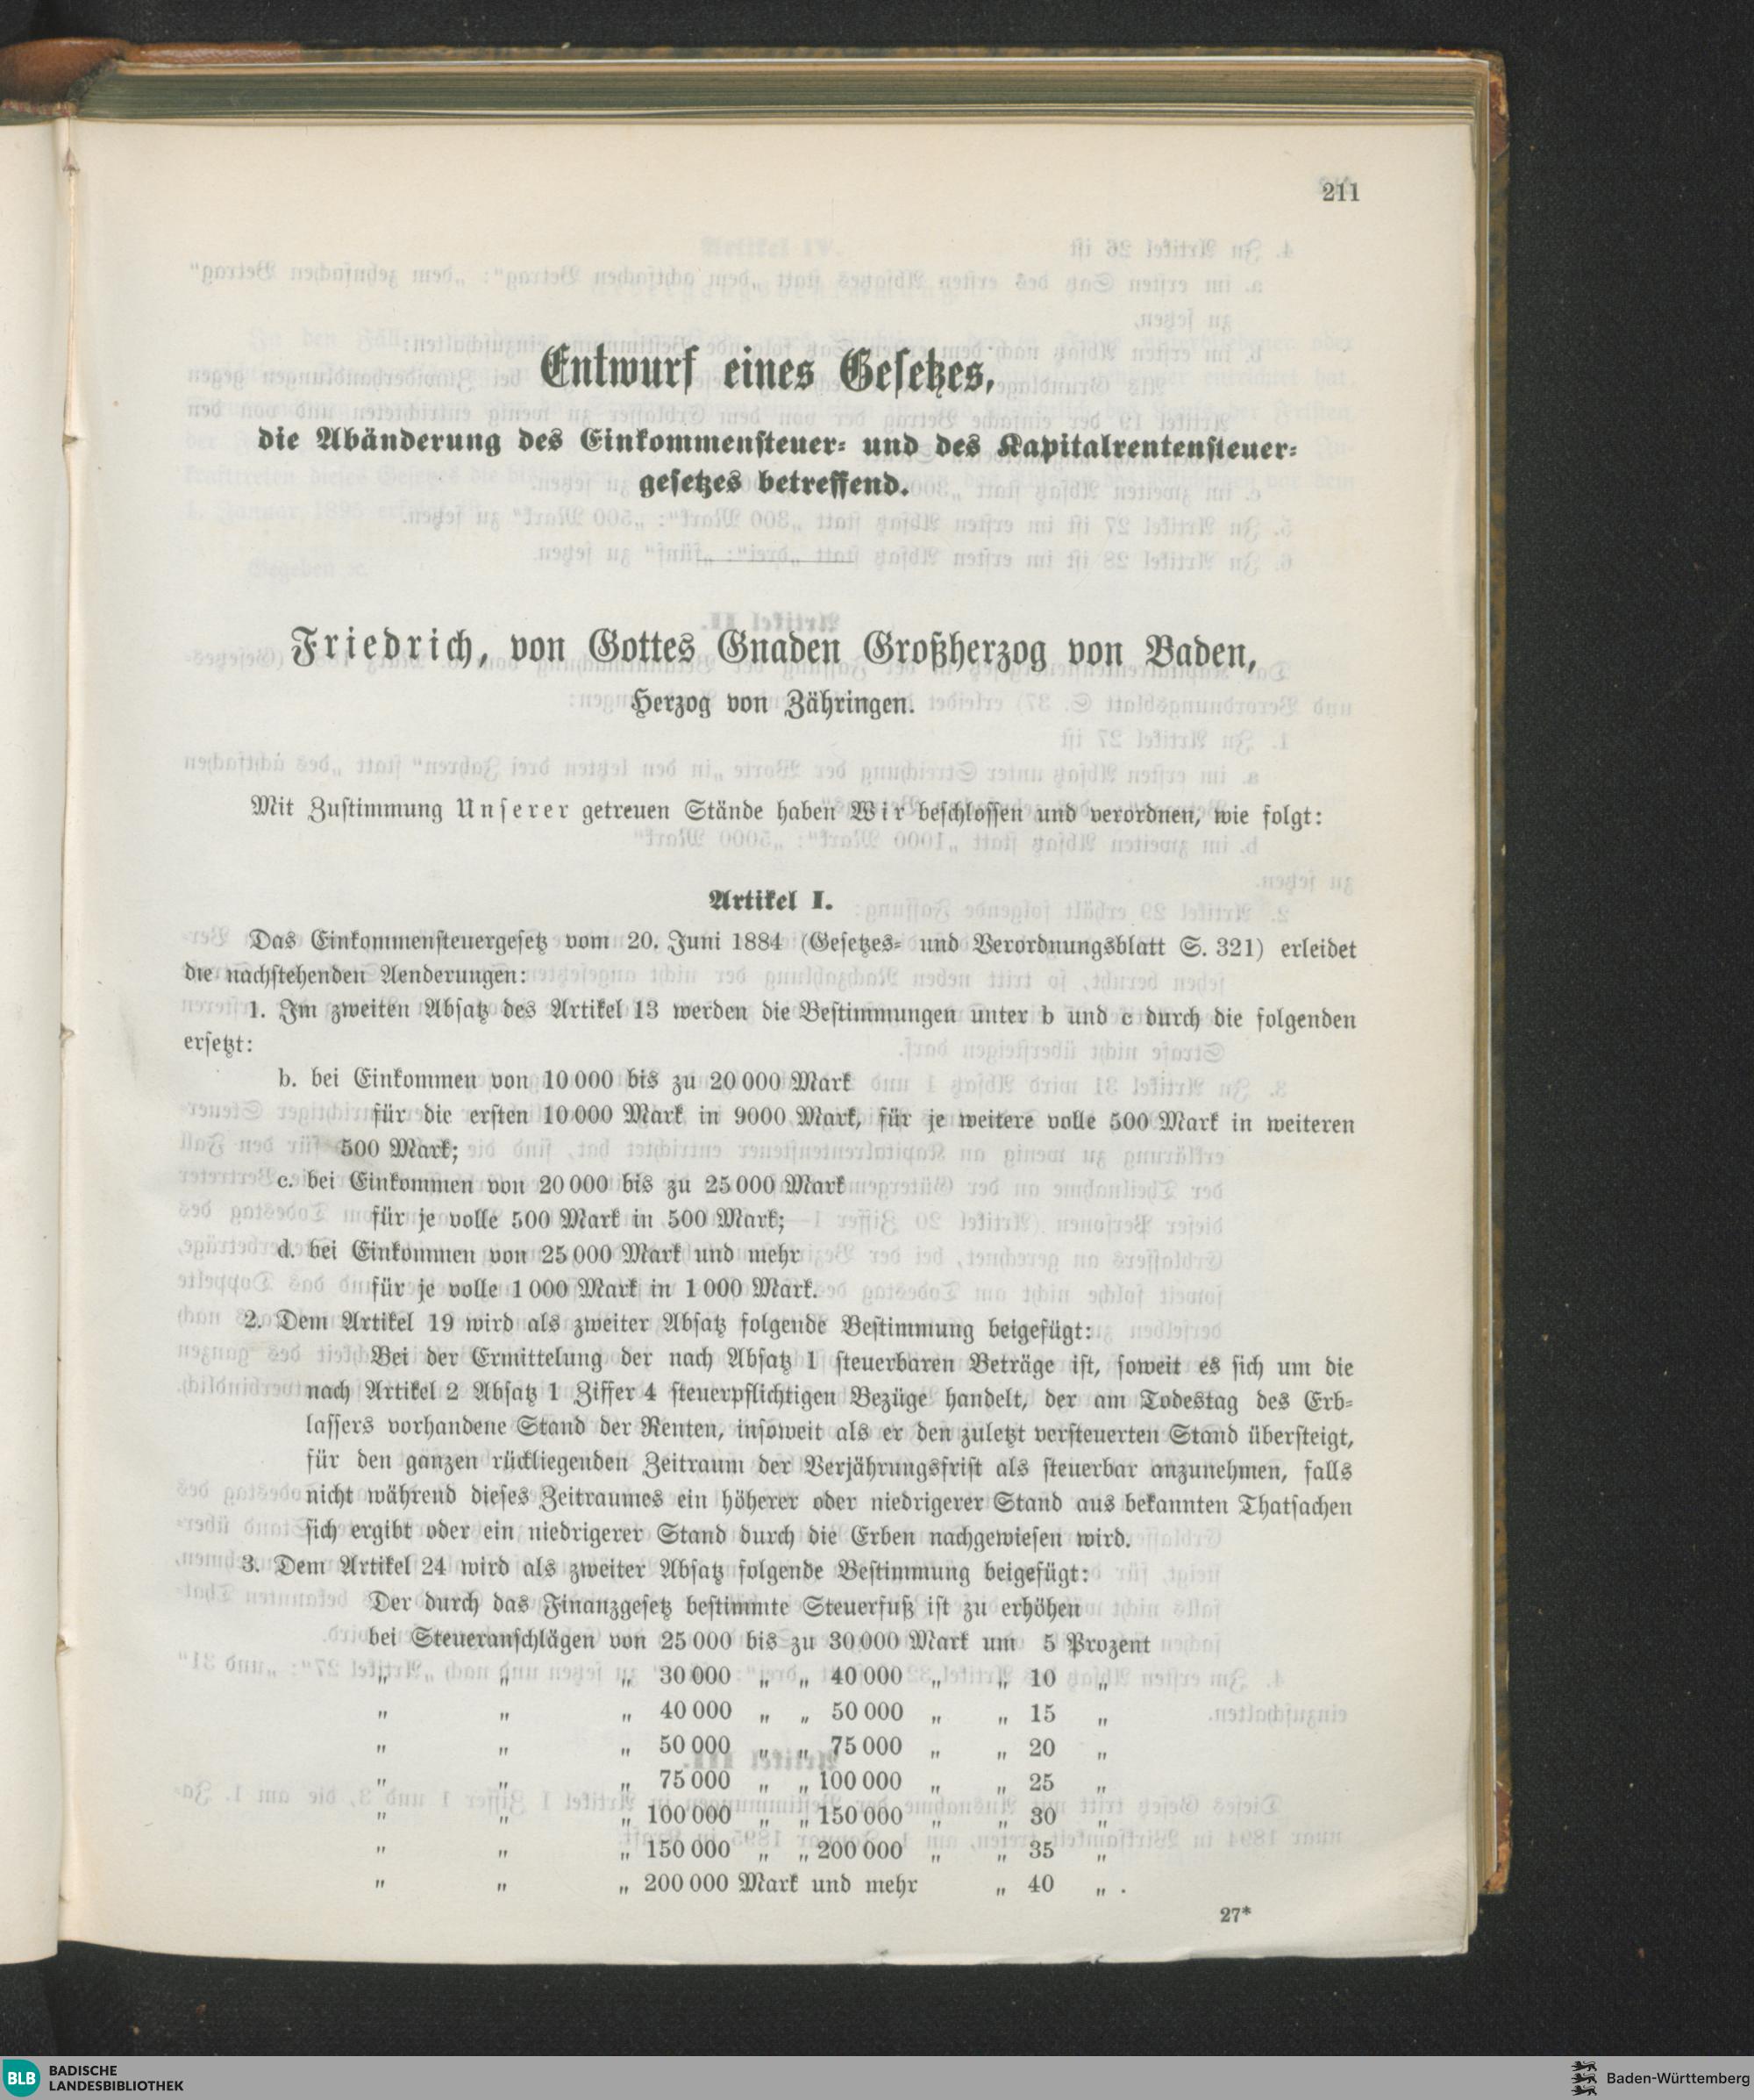 211
Entwurf eines Gesetzes,
die Abänderung des Einkommensteuer- und des Kapitalrentensteuer-
gesetzes betreffend.
Friedrich, von Gottes Gnaden Großherzog von Baden,
Herzog von Zähringen.
Mit Zustimmung Unserer getreuen Stände haben Wir beschlossen und verordnen, wie folgt:
Artikel I.
Das Einkommensteuergesetz vom 20. Juni 1884 (Gesetzes- und Verordnungsblatt S. 321) erleidet
die nachstehenden Aenderungen:
1. Im zweiten Absatz des Artikel 13 werden die Bestimmungen unter b und c durch die folgenden
ersetzt:
b. bei Einkommen von 10 000 bis zu 20 000 Mark
für die ersten 10 000 Mark in 9000 Mark, für je weitere volle 500 Mark in weiteren
500 Mark;
c. bei Einkommen von 20 000 bis zu 25 000 Mark
für je volle 500 Mark in 500 Mark;
d. bei Einkommen von 25 000 Mark und mehr
für je volle 1 000 Mark in 1 000 Mark.
2. Dem Artikel 19 wird als zweiter Absatz folgende Bestimmung beigefügt:
Bei der Ermittelung der nach Absatz 1 steuerbaren Beträge ist, soweit es sich um die
nach Artikel 2 Absatz 1 Ziffer 4 steuerpflichtigen Bezüge handelt, der am Todestag des Erb-
lassers vorhandene Stand der Renten, insoweit als er den zuletzt versteuerten Stand übersteigt,
für den ganzen rückliegenden Zeitraum der Verjährungsfrist als steuerbar anzunehmen, falls
nicht während dieses Zeitraumes ein höherer oder niedrigerer Stand aus bekannten Thatsachen
sich ergibt oder ein niedrigerer Stand durch die Erben nachgewiesen wird.
3. Dem Artikel 24 wird als zweiter Absatz folgende Bestimmung beigefügt:
Der durch das Finanzgesetz bestimmte Steuerfuß ist zu erhöhen
bei Steueranschlägen von 25 000 bis zu 30 000 Mark um 5 Prozent
" " " 30 000 " " 40 000 " " 10 "
" " " 40 000 " " 50 000 " " 15 "
" " " 50 000 " " 75 000 " " 20 "
" " " 75 000 " " 100 000 " " 25 "
" " " 100 000 " " 150 000 " " 30 "
" " " 150 000 " " 200 000 " " 35 "
" " " 200 000 Mark und mehr " 40 " .
27*
BLB BADISCHE
LANDESBIBLIOTHEK
Baden-Württemberg